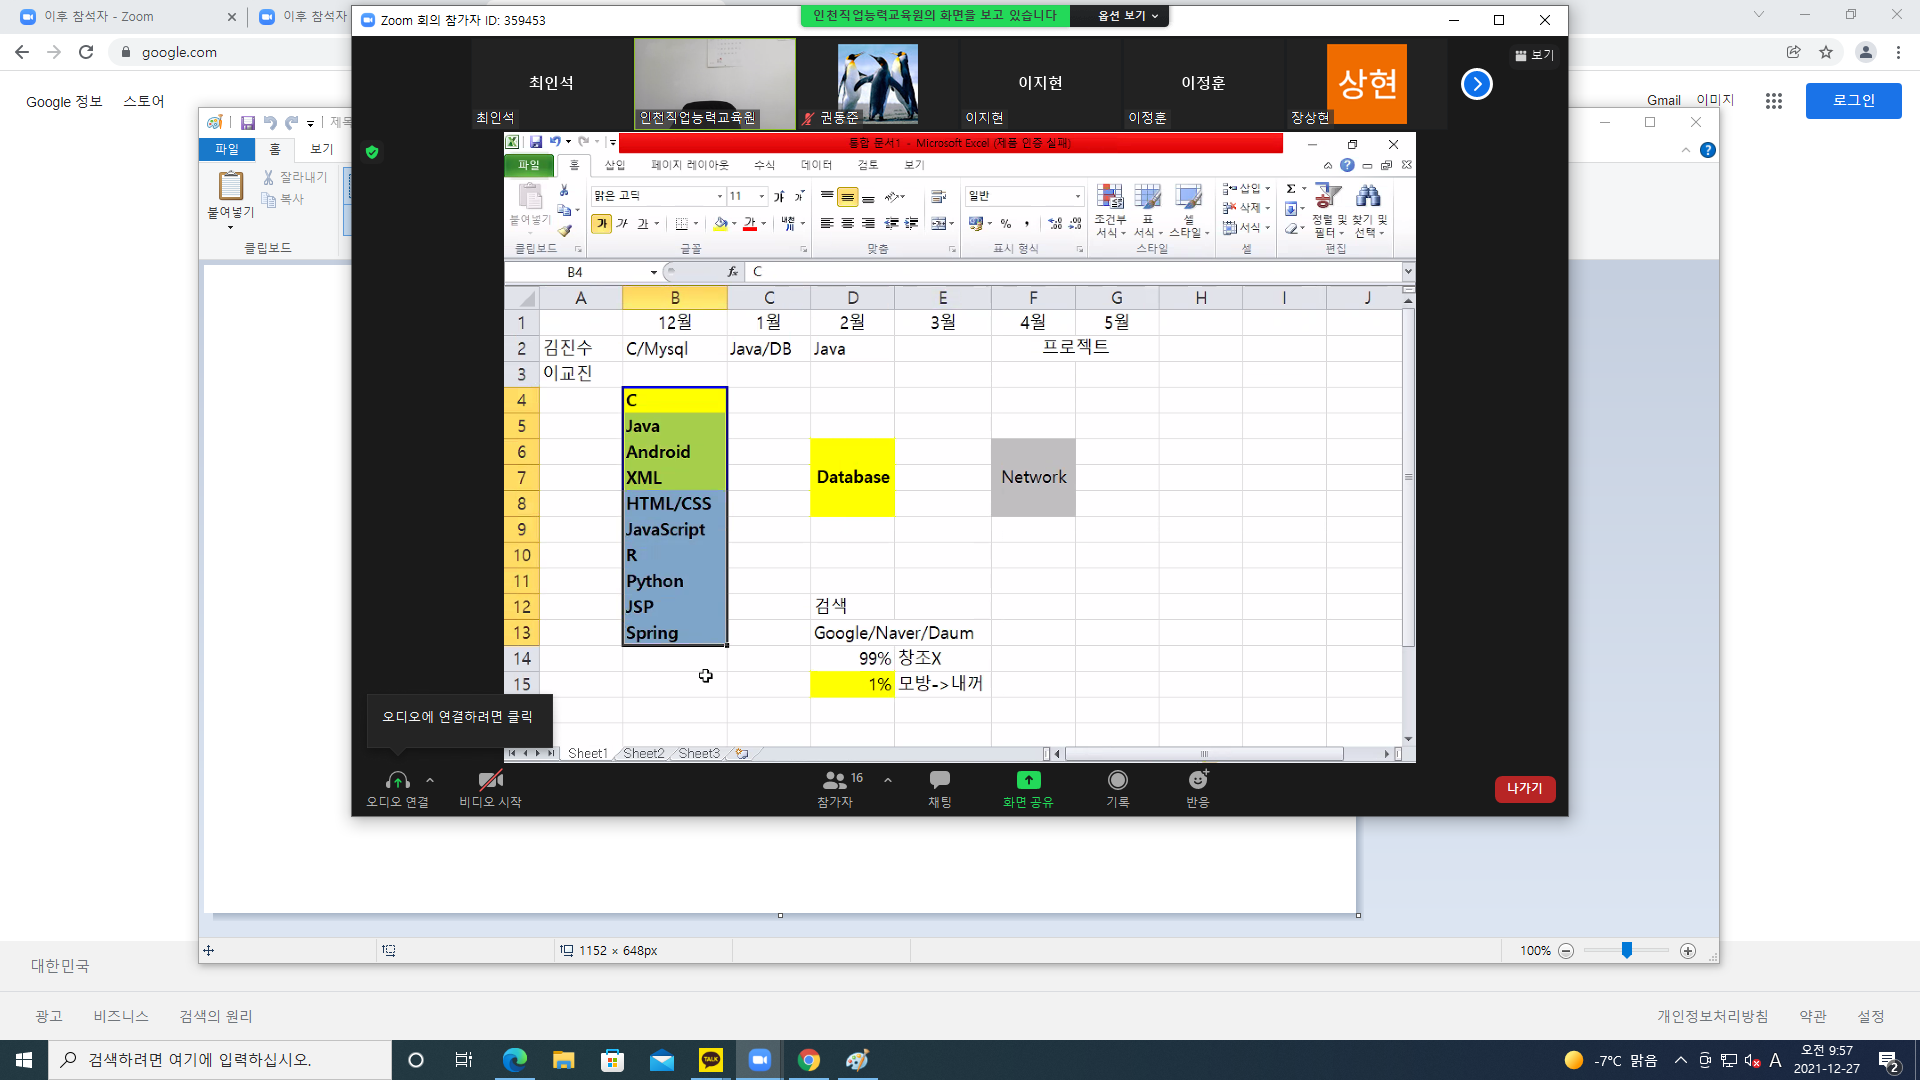 이후 참석자 - Zoom
이후 참석자
google.com
Google 정보
스토어
Gmail
이미지
로그인
파일
홈
보기
잘라내기
복사
붙여넣기
클립보드
Zoom 회의 참가자 ID: 359453
인천직업능력교육원의 화면을 보고 있습니다
옵션 보기
최인석
이지현
이정훈
상현
보기
최인석
인천직업능력교육원
권동준
이지현
이정훈
장상현
통합 문서1 - Microsoft Excel (제품 인증 실패)
파일
홈
삽입
페이지 레이아웃
수식
데이터
검토
보기
붙여넣기
맑은 고딕
11
일반
조건부 서식
표 서식
셀 스타일
삽입
삭제
서식
정렬 및 필터
찾기 및 선택
클립보드
글꼴
맞춤
표시 형식
스타일
셀
편집
B4
fx
C
A B C D E F G H I J
1 12월 1월 2월 3월 4월 5월
2 김진수 C/Mysql Java/DB Java 프로젝트
3 이교진
4 C
5 Java
6 Android
7 XML Database Network
8 HTML/CSS
9 JavaScript
10 R
11 Python
12 JSP 검색
13 Spring Google/Naver/Daum
14 99% 창조X
15 1% 모방->내꺼
오디오에 연결하려면 클릭
Sheet1 Sheet2 Sheet3
오디오 연결
비디오 시작
16
참가자
채팅
화면 공유
기록
반응
나가기
1152 × 648px
100%
대한민국
광고
비즈니스
검색의 원리
개인정보처리방침
약관
설정
검색하려면 여기에 입력하십시오.
TALK
-7°C 맑음
A
오전 9:57
2021-12-27
2